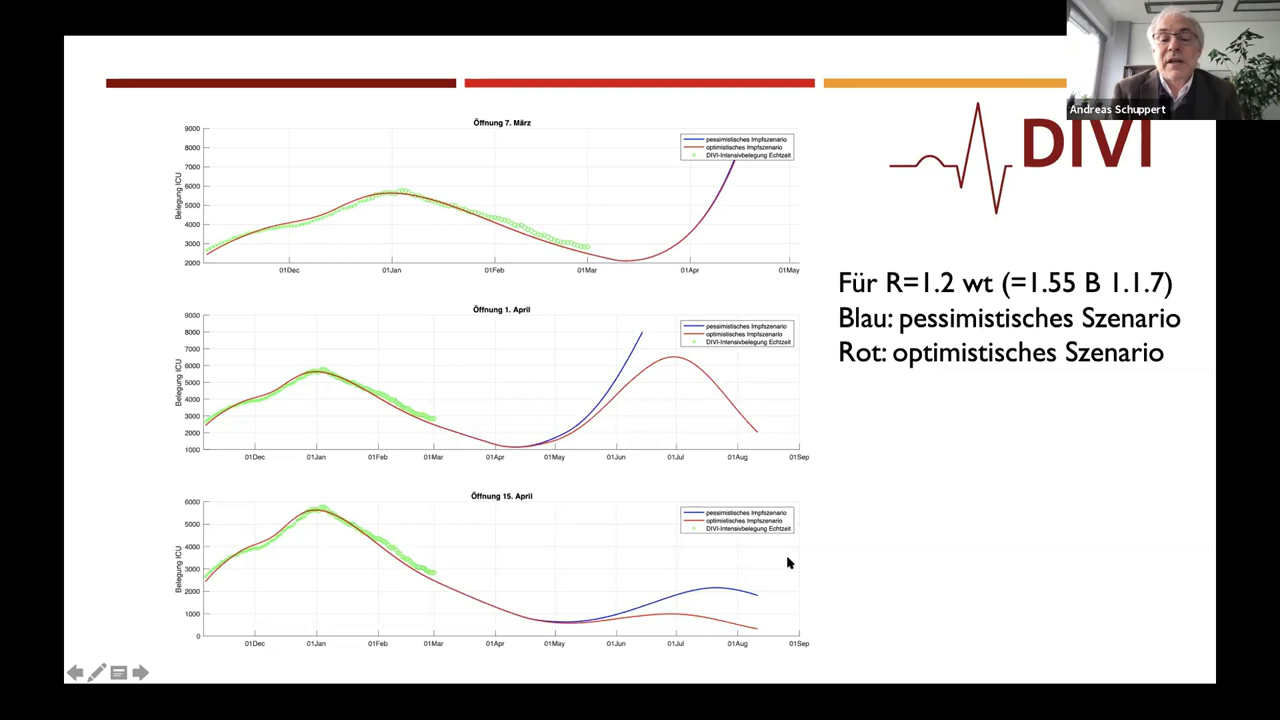 Andreas Schuppert
DIVI
Öffnung 7. März
Belegung ICU
9000
8000
7000
6000
5000
4000
3000
2000
pessimistisches Impfszenario
optimistisches Impfszenario
DIVI-Intensivbelegung Echtzeit
01Dec 01Jan 01Feb 01Mar 01Apr 01May
Öffnung 1. April
Belegung ICU
9000
8000
7000
6000
5000
4000
3000
2000
1000
pessimistisches Impfszenario
optimistisches Impfszenario
DIVI-Intensivbelegung Echtzeit
01Dec 01Jan 01Feb 01Mar 01Apr 01May 01Jun 01Jul 01Aug 01Sep
Öffnung 15. April
Belegung ICU
6000
5000
4000
3000
2000
1000
0
pessimistisches Impfszenario
optimistisches Impfszenario
DIVI-Intensivbelegung Echtzeit
01Dec 01Jan 01Feb 01Mar 01Apr 01May 01Jun 01Jul 01Aug 01Sep
Für R=1.2 wt (=1.55 B 1.1.7)
Blau: pessimistisches Szenario
Rot: optimistisches Szenario